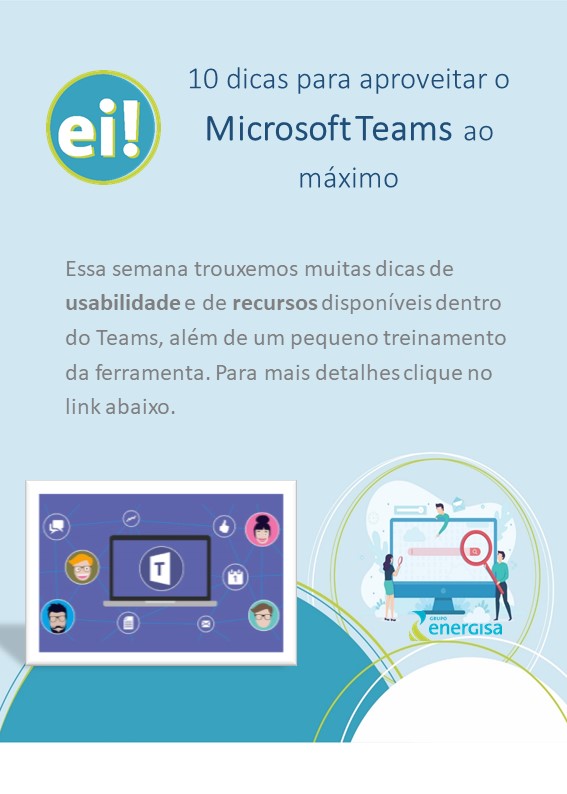 ei!
10 dicas para aproveitar o
Microsoft Teams ao
máximo
Essa semana trouxemos muitas dicas de
usabilidade e de recursos disponíveis dentro
do Teams, além de um pequeno treinamento
da ferramenta. Para mais detalhes clique no
link abaixo.
T
GRUPO
energisa